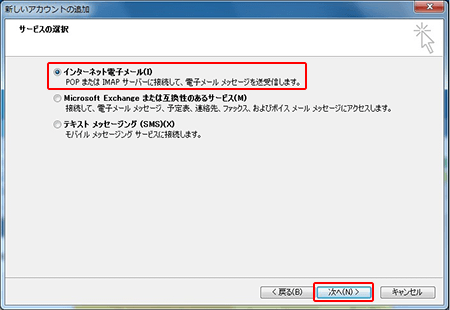 新しいアカウントの追加
サービスの選択
インターネット電子メール(I)
POP または IMAP サーバーに接続して、電子メール メッセージを送受信します。
Microsoft Exchange または互換性のあるサービス(M)
接続して、電子メール メッセージ、予定表、連絡先、ファックス、およびボイス メール メッセージにアクセスします。
テキスト メッセージング (SMS)(X)
モバイル メッセージング サービスに接続します。
< 戻る(B)
次へ(N) >
キャンセル